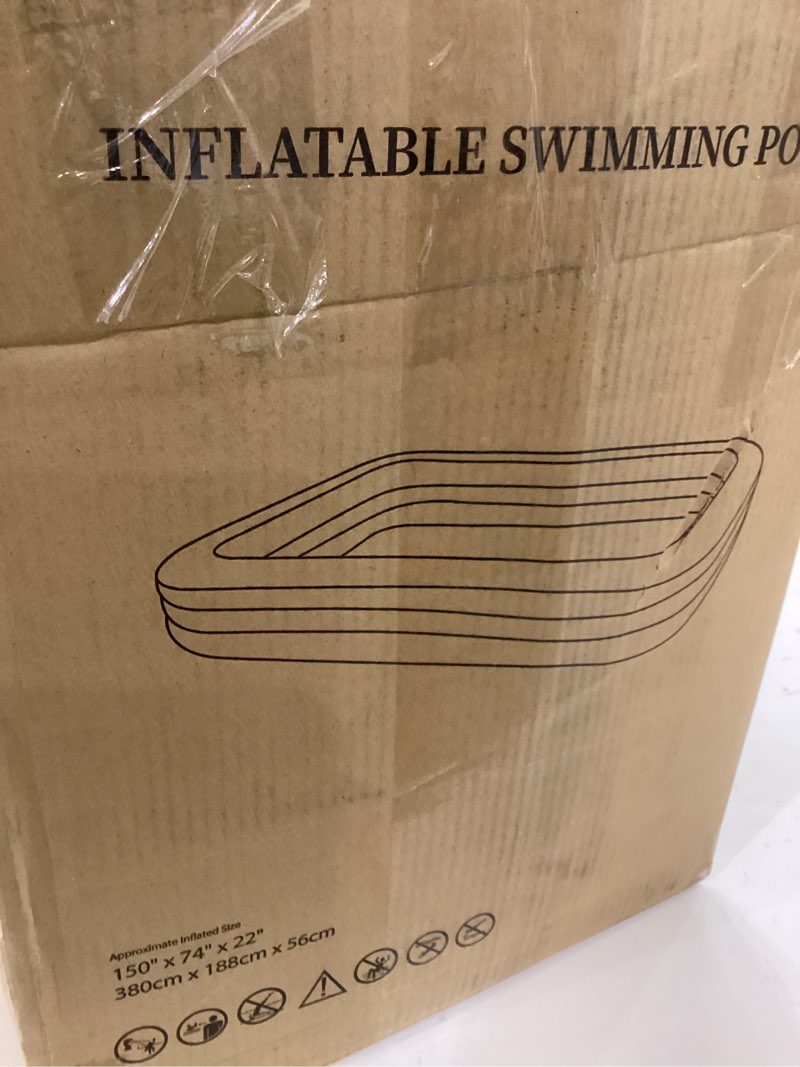 INFLATABLE SWIMMING PO
Approximate Inflated Size
150" x 74" x 22"
380cm x 188cm x 56cm